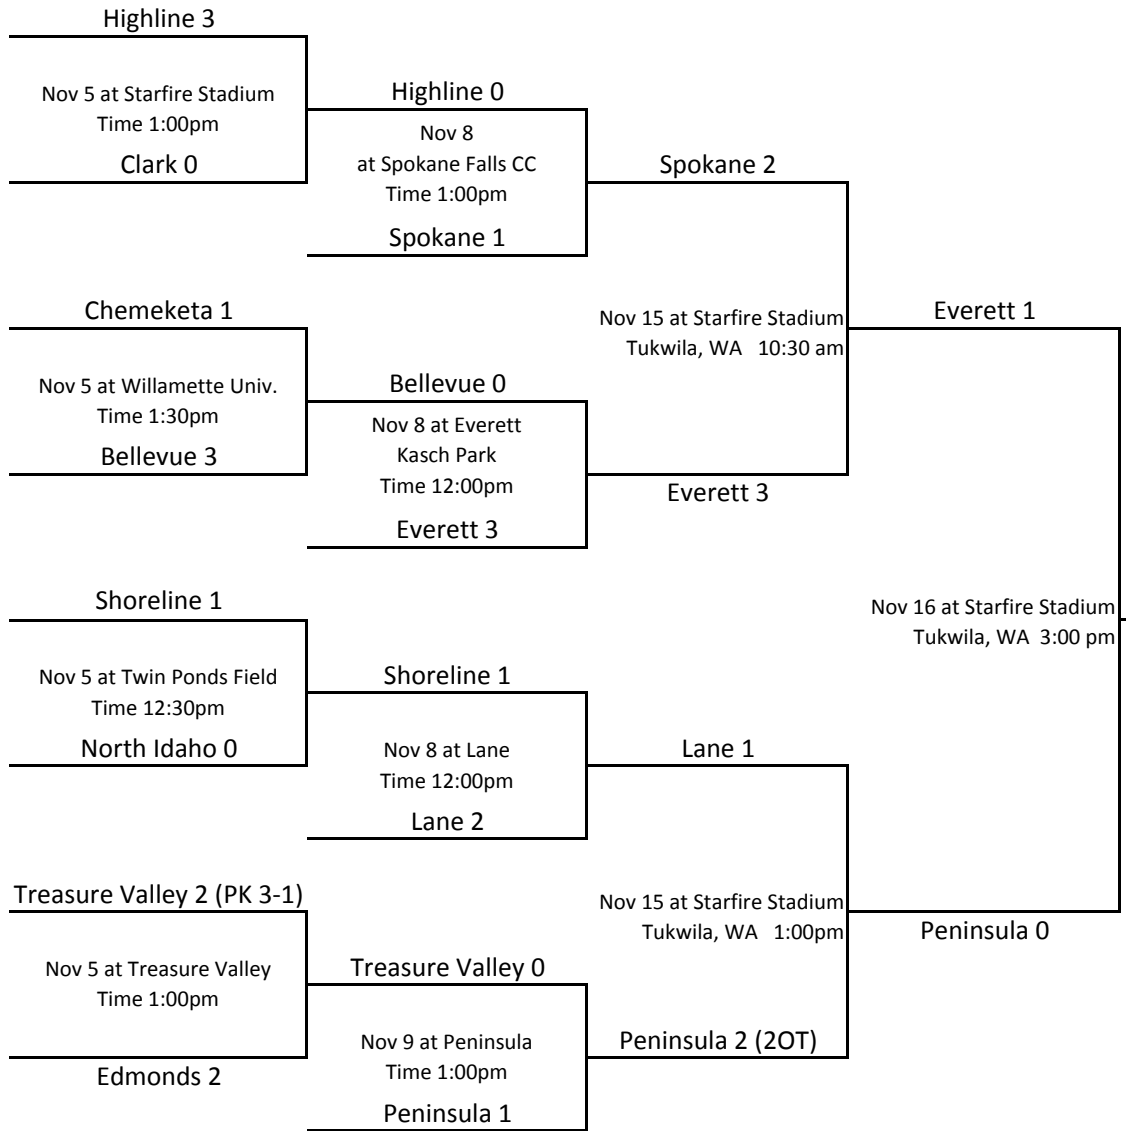 Highline 3
Nov 5 at Starfire Stadium
Time 1:00pm
Clark 0
Highline 0
Nov 8
at Spokane Falls CC
Time 1:00pm
Spokane 1
Spokane 2
Chemeketa 1
Nov 5 at Willamette Univ.
Time 1:30pm
Bellevue 3
Bellevue 0
Nov 8 at Everett
Kasch Park
Time 12:00pm
Everett 3
Nov 15 at Starfire Stadium
Tukwila, WA 10:30 am
Everett 3
Everett 1
Shoreline 1
Nov 5 at Twin Ponds Field
Time 12:30pm
North Idaho 0
Shoreline 1
Nov 8 at Lane
Time 12:00pm
Lane 2
Lane 1
Nov 16 at Starfire Stadium
Tukwila, WA 3:00 pm
Treasure Valley 2 (PK 3-1)
Nov 5 at Treasure Valley
Time 1:00pm
Edmonds 2
Treasure Valley 0
Nov 9 at Peninsula
Time 1:00pm
Peninsula 1
Nov 15 at Starfire Stadium
Tukwila, WA 1:00pm
Peninsula 2 (2OT)
Peninsula 0